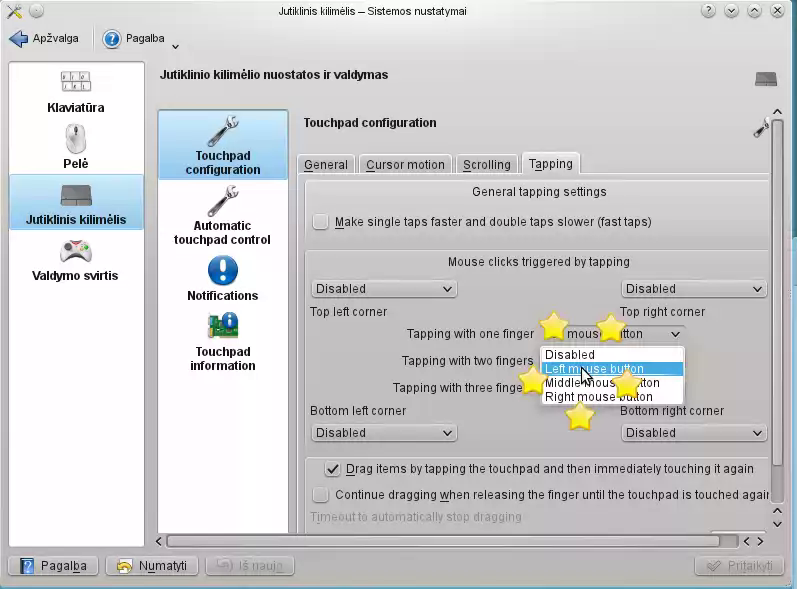 Jutiklinis kilimėlis – Sistemos nustatymai
Apžvalga
Pagalba
Klaviatūra
Pelė
Jutiklinis kilimėlis
Valdymo svirtis
Jutiklinio kilimėlio nuostatos ir valdymas
Touchpad
configuration
Automatic
touchpad control
Notifications
Touchpad
information
Touchpad configuration
General
Cursor motion
Scrolling
Tapping
General tapping settings
Make single taps faster and double taps slower (fast taps)
Mouse clicks triggered by tapping
Disabled
Disabled
Top left corner
Top right corner
Tapping with one finger
mouse
Disabled
Tapping with two fingers
Left mouse button
Middle mouse button
Tapping with three
Right mouse button
Bottom left corner
Bottom right corner
Disabled
Disabled
Drag items by tapping the touchpad and then immediately touching it again
Continue dragging when releasing the finger until the touchpad is touched again
Timeout to automatically stop dragging
Pagalba
Numatyti
Iš naujo
Pritaikyti